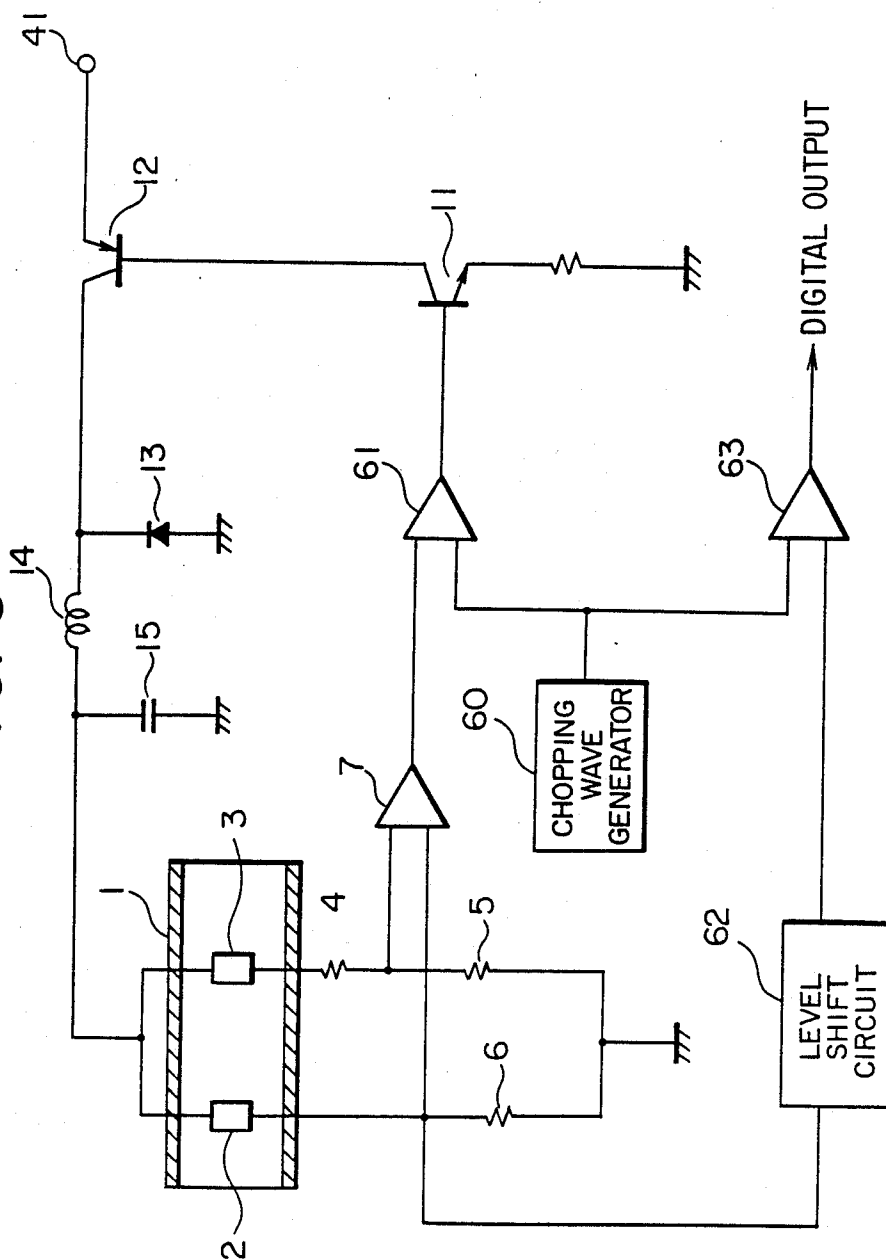 41
12
11
DIGITAL OUTPUT
13
61
63
14
15
60
CHOPPING
WAVE
GENERATOR
7
1
3
4
5
62
LEVEL
SHIFT
CIRCUIT
6
2